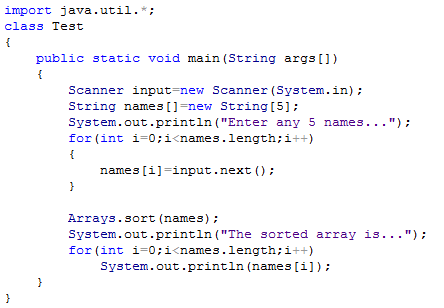 import java.util.*;
class Test
{
    public static void main(String args[])
    {
        Scanner input=new Scanner(System.in);
        String names[]=new String[5];
        System.out.println("Enter any 5 names...");
        for(int i=0;i<names.length;i++)
        {
            names[i]=input.next();
        }

        Arrays.sort(names);
        System.out.println("The sorted array is...");
        for(int i=0;i<names.length;i++)
            System.out.println(names[i]);
    }
}